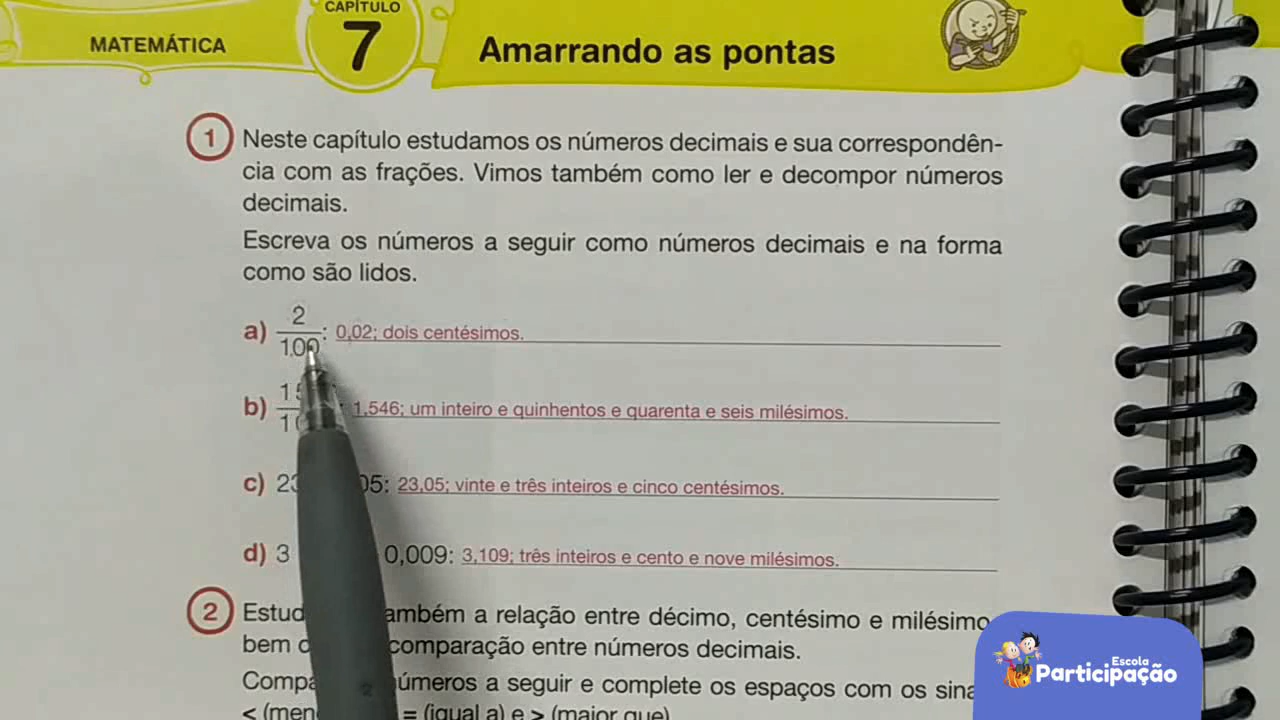 CAPÍTULO
MATEMÁTICA
7
Amarrando as pontas
1 Neste capítulo estudamos os números decimais e sua correspondên-
cia com as frações. Vimos também como ler e decompor números
decimais.
Escreva os números a seguir como números decimais e na forma
como são lidos.
a) 2/100: 0,02; dois centésimos.
b) 1,546; um inteiro e quinhentos e quarenta e seis milésimos.
c) 05: 23,05; vinte e três inteiros e cinco centésimos.
d) 3 0,009: 3,109; três inteiros e cento e nove milésimos.
2 também a relação entre décimo, centésimo e milésimo
bem comparação entre números decimais.
números a seguir e complete os espaços com os
< = (igual a) e > (maior que)
Escola
Participação